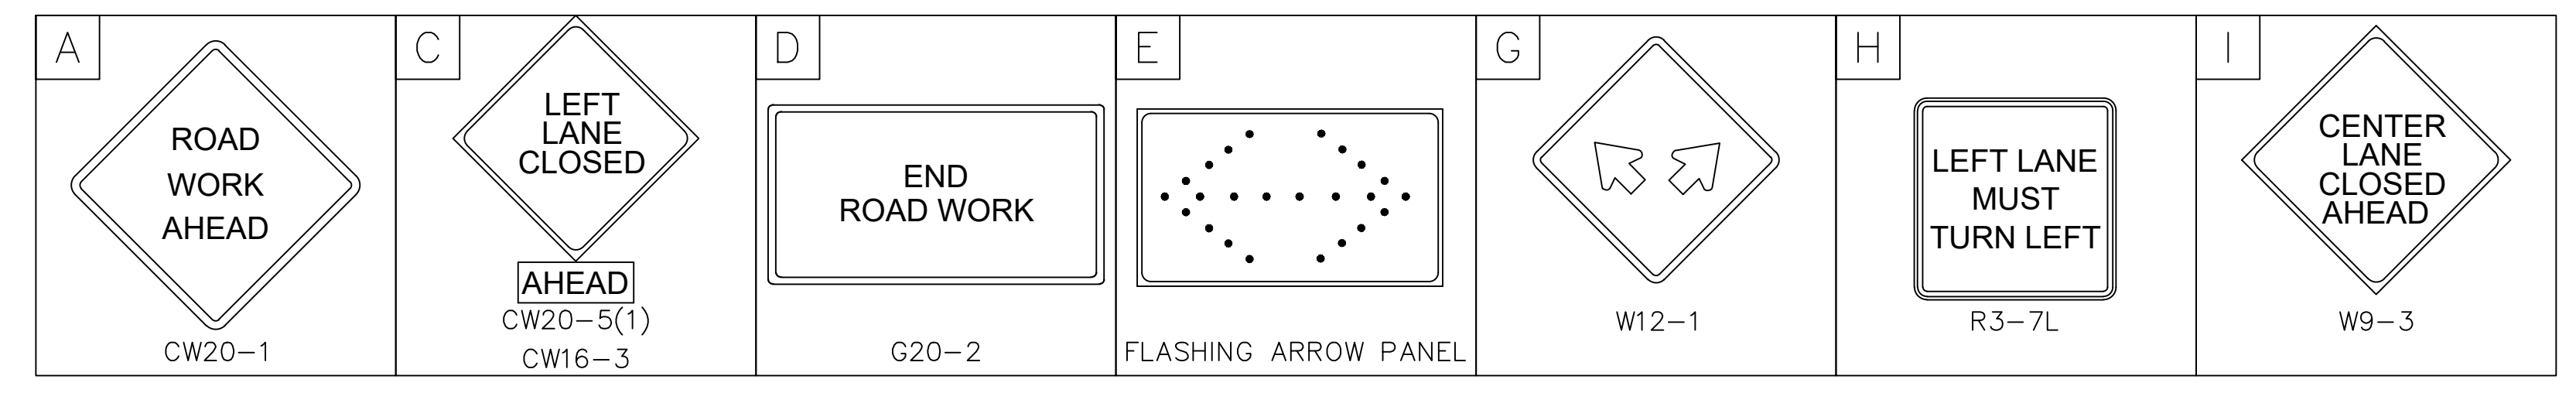 A
ROAD
WORK
AHEAD
CW20-1
C
LEFT
LANE
CLOSED
AHEAD
CW20-5(1)
CW16-3
D
END
ROAD WORK
G20-2
E
FLASHING ARROW PANEL
G
W12-1
H
LEFT LANE
MUST
TURN LEFT
R3-7L
I
CENTER
LANE
CLOSED
AHEAD
W9-3